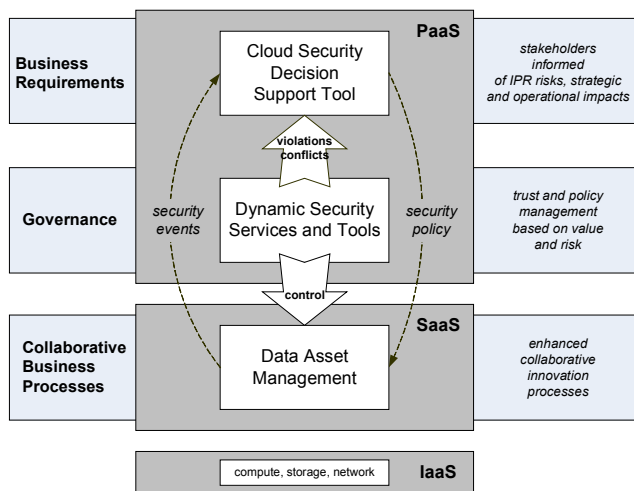 PaaS
Business
Requirements
Cloud Security
Decision
Support Tool
stakeholders
informed
of IPR risks, strategic
and operational impacts
violations
conflicts
Governance
security
events
Dynamic Security
Services and Tools
security
policy
trust and policy
management
based on value
and risk
control
SaaS
Collaborative
Business
Processes
Data Asset
Management
enhanced
collaborative
innovation
processes
compute, storage, network
IaaS